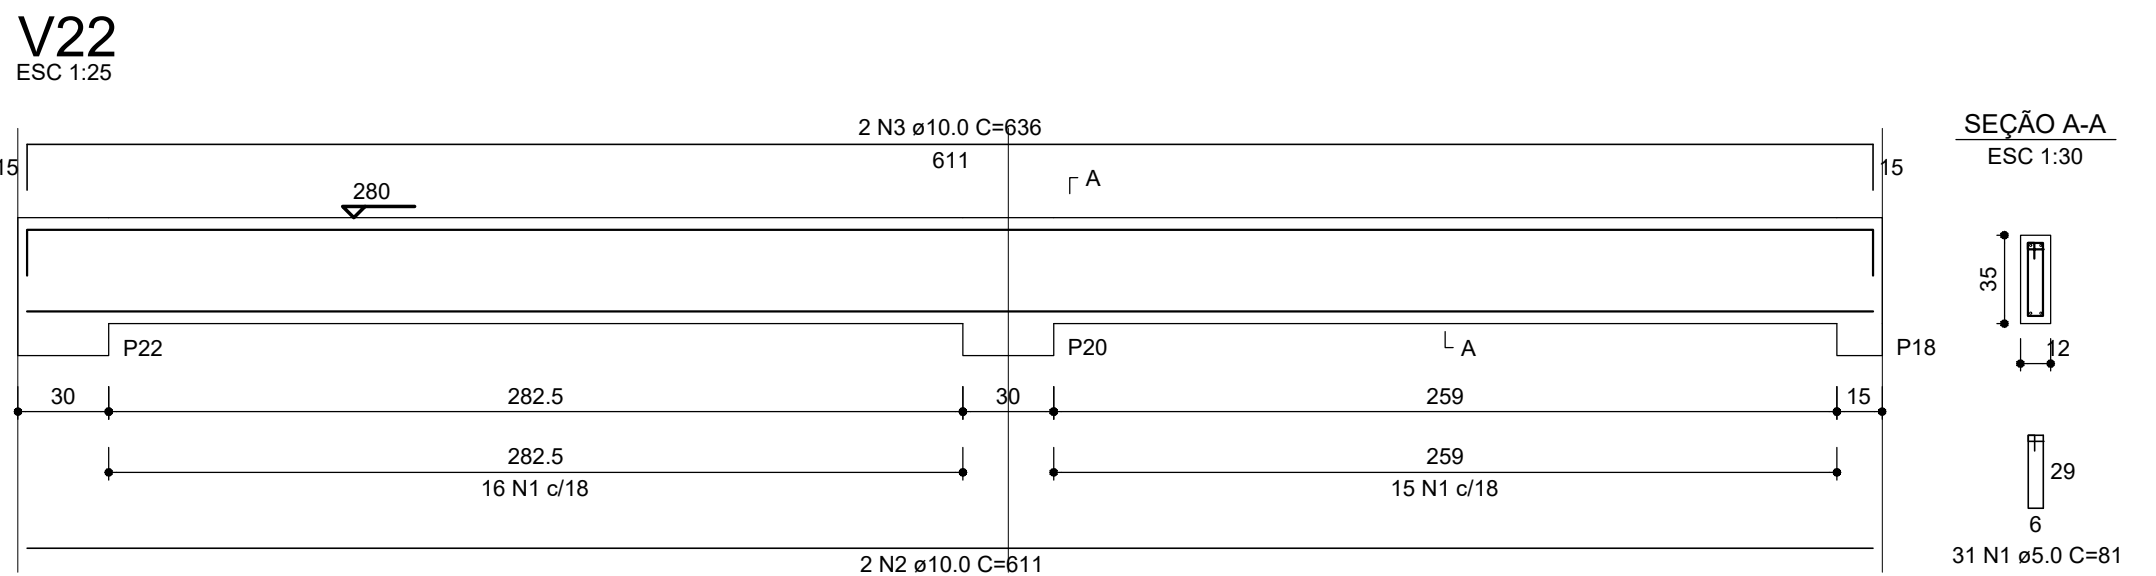 V22
ESC 1:25
2 N3 ø10.0 C=636
611
15
15
A
280
P22
P20
A
P18
30
282.5
30
259
15
282.5
16 N1 c/18
259
15 N1 c/18
2 N2 ø10.0 C=611
SEÇÃO A-A
ESC 1:30
35
12
29
6
31 N1 ø5.0 C=81